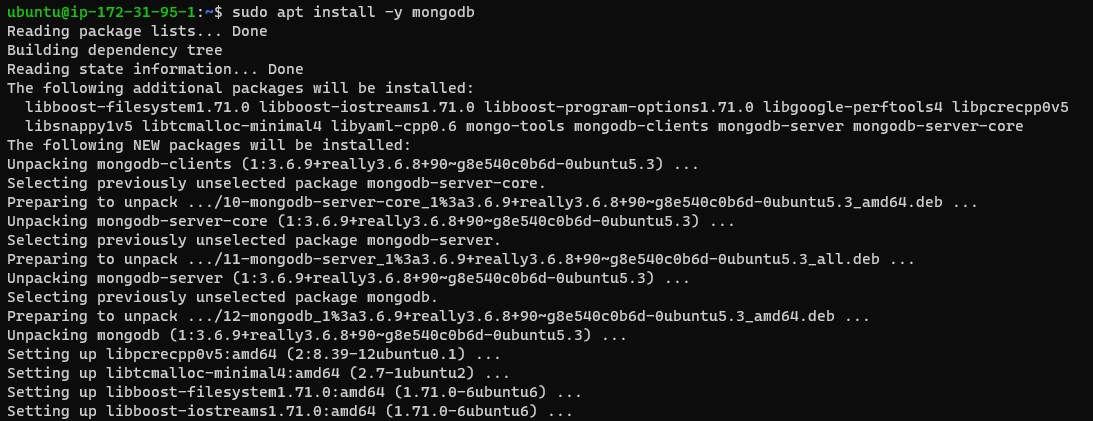 ubuntu@ip-172-31-95-1:~$ sudo apt install -y mongodb
Reading package lists... Done
Building dependency tree
Reading state information... Done
The following additional packages will be installed:
  libboost-filesystem1.71.0 libboost-iostreams1.71.0 libboost-program-options1.71.0 libgoogle-perftools4 libpcrecpp0v5
  libsnappy1v5 libtcmalloc-minimal4 libyaml-cpp0.6 mongo-tools mongodb-clients mongodb-server mongodb-server-core
The following NEW packages will be installed:
Unpacking mongodb-clients (1:3.6.9+really3.6.8+90~g8e540c0b6d-0ubuntu5.3) ...
Selecting previously unselected package mongodb-server-core.
Preparing to unpack .../10-mongodb-server-core_1%3a3.6.9+really3.6.8+90~g8e540c0b6d-0ubuntu5.3_amd64.deb ...
Unpacking mongodb-server-core (1:3.6.9+really3.6.8+90~g8e540c0b6d-0ubuntu5.3) ...
Selecting previously unselected package mongodb-server.
Preparing to unpack .../11-mongodb-server_1%3a3.6.9+really3.6.8+90~g8e540c0b6d-0ubuntu5.3_all.deb ...
Unpacking mongodb-server (1:3.6.9+really3.6.8+90~g8e540c0b6d-0ubuntu5.3) ...
Selecting previously unselected package mongodb.
Preparing to unpack .../12-mongodb_1%3a3.6.9+really3.6.8+90~g8e540c0b6d-0ubuntu5.3_amd64.deb ...
Unpacking mongodb (1:3.6.9+really3.6.8+90~g8e540c0b6d-0ubuntu5.3) ...
Setting up libpcrecpp0v5:amd64 (2:8.39-12ubuntu0.1) ...
Setting up libtcmalloc-minimal4:amd64 (2.7-1ubuntu2) ...
Setting up libboost-filesystem1.71.0:amd64 (1.71.0-6ubuntu6) ...
Setting up libboost-iostreams1.71.0:amd64 (1.71.0-6ubuntu6) ...